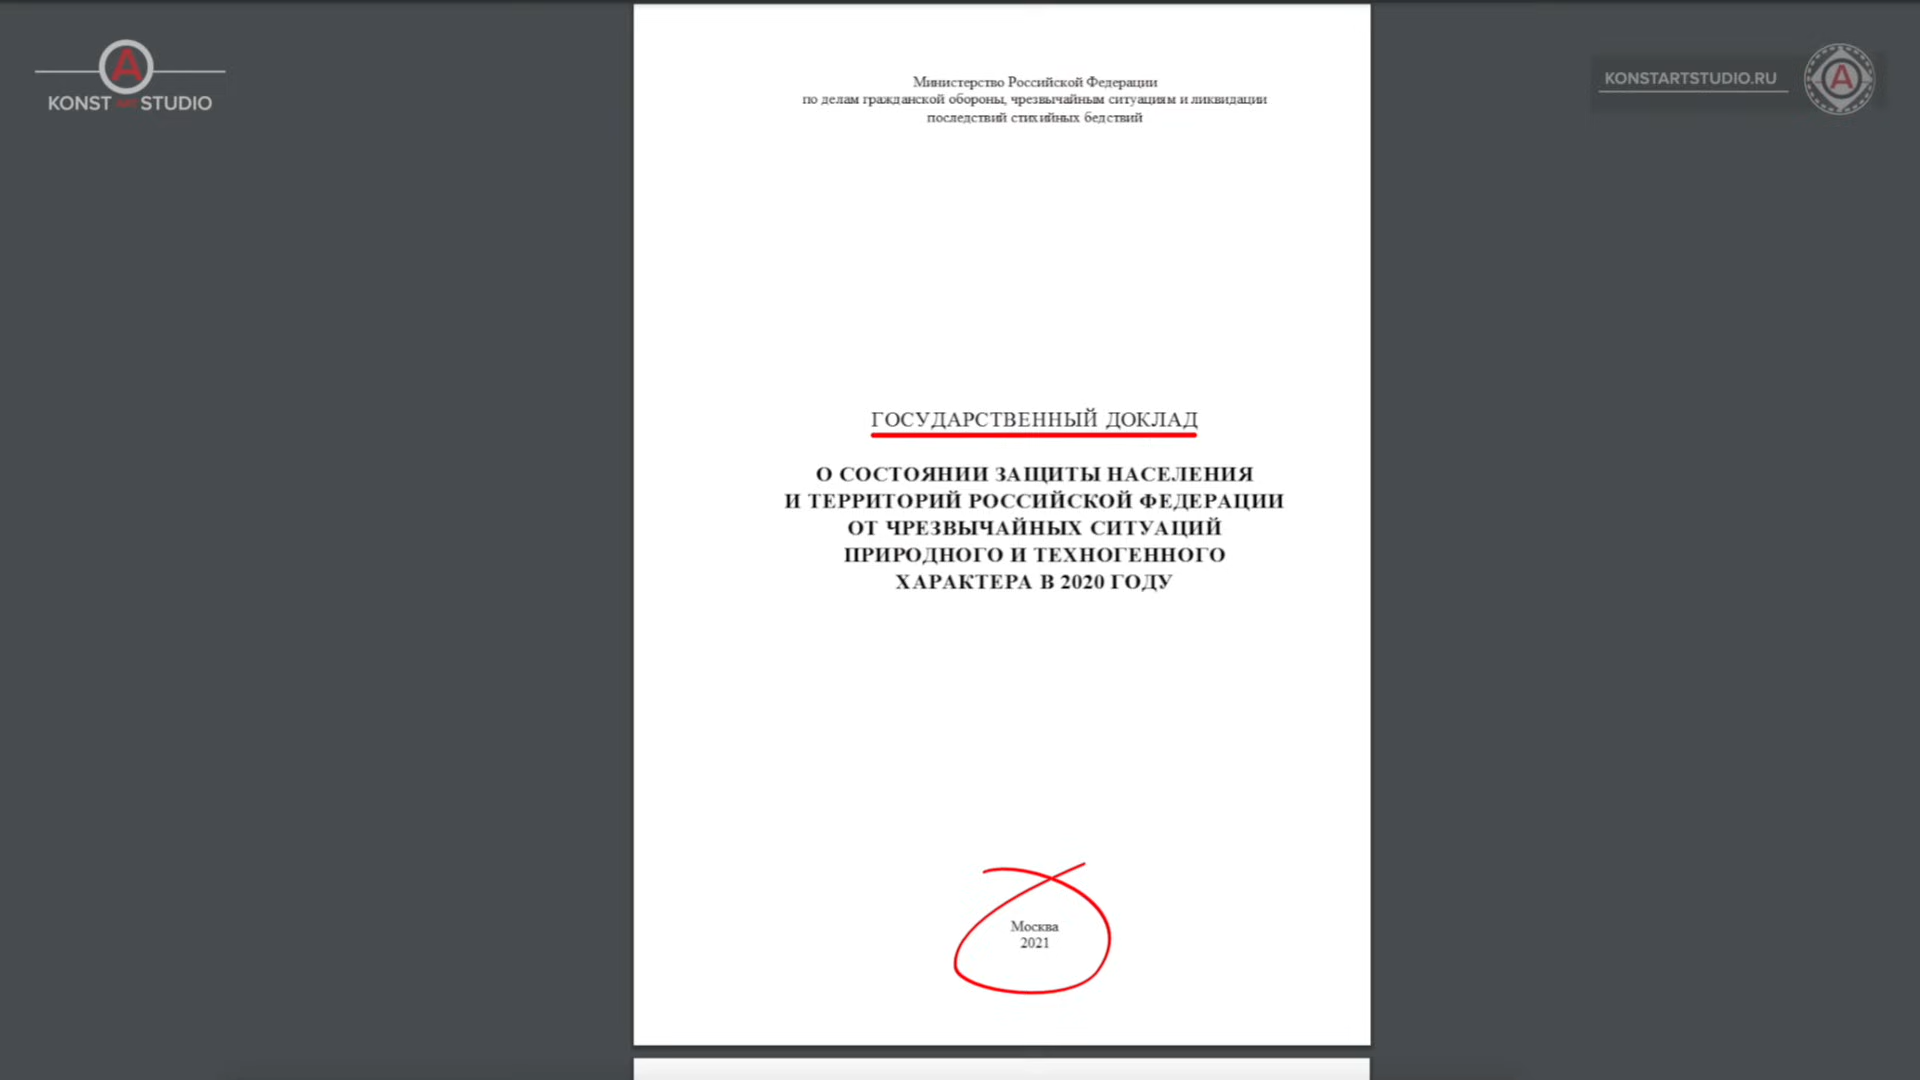 KONST ART STUDIO
KONSTARTSTUDIO.RU
Министерство Российской Федерации
по делам гражданской обороны, чрезвычайным ситуациям и ликвидации
последствий стихийных бедствий
ГОСУДАРСТВЕННЫЙ ДОКЛАД
О СОСТОЯНИИ ЗАЩИТЫ НАСЕЛЕНИЯ
И ТЕРРИТОРИЙ РОССИЙСКОЙ ФЕДЕРАЦИИ
ОТ ЧРЕЗВЫЧАЙНЫХ СИТУАЦИЙ
ПРИРОДНОГО И ТЕХНОГЕННОГО
ХАРАКТЕРА В 2020 ГОДУ
Москва
2021